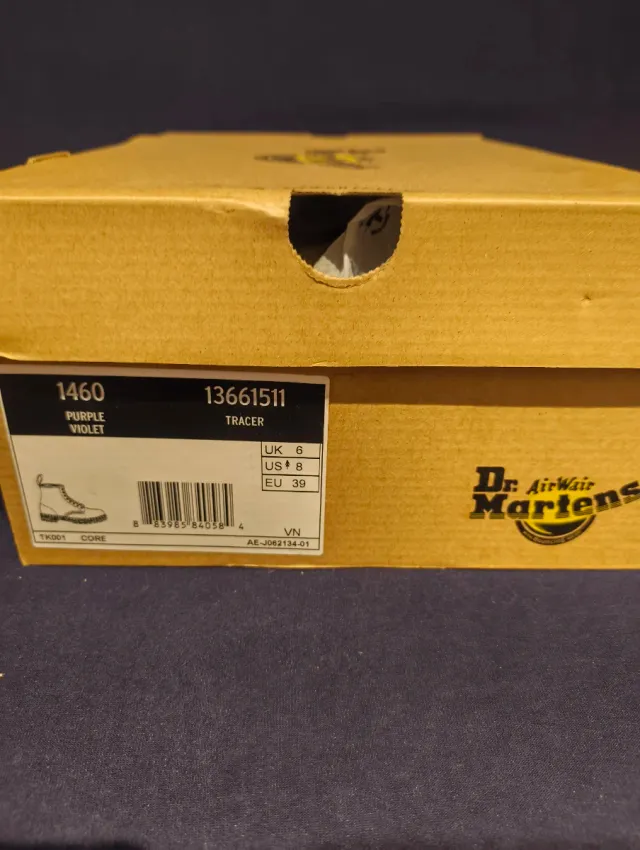 1460 13661511
PURPLE TRACER
VIOLET
UK 6
US 8
EU 39
8 83985 84058 4
VN
TK001 CORE AE-J062134-01
Dr. AirWair
Martens